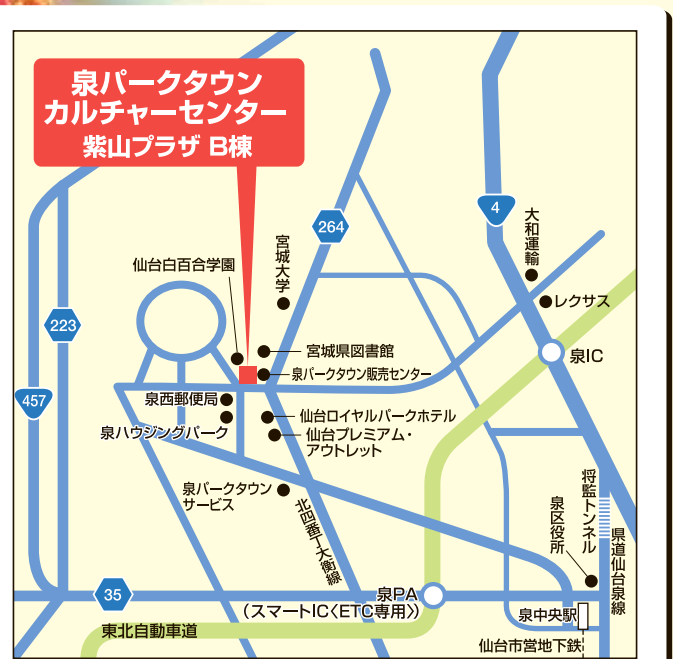 泉パークタウン
カルチャーセンター
紫山プラザ B棟
4
大和運輸
264
宮城大学
仙台白百合学園
レクサス
223
宮城県図書館
泉IC
泉パークタウン販売センター
457
泉西郵便局
仙台ロイヤルパークホテル
泉ハウジングパーク
仙台プレミアム・
アウトレット
泉パークタウン
サービス
北四番丁大衡線
将監トンネル
泉区役所
県道仙台泉線
35
泉PA
(スマートIC〈ETC専用〉)
泉中央駅
東北自動車道
仙台市営地下鉄